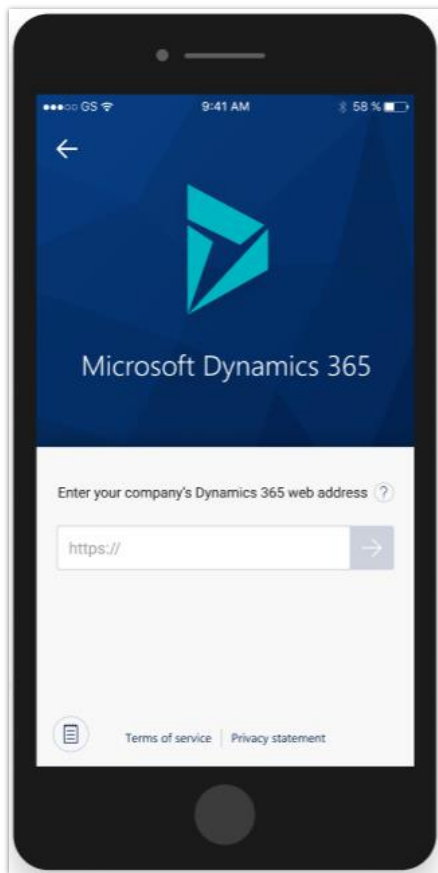 GS 9:41 AM 58 %
Microsoft Dynamics 365
Enter your company's Dynamics 365 web address ?
https://
Terms of service | Privacy statement